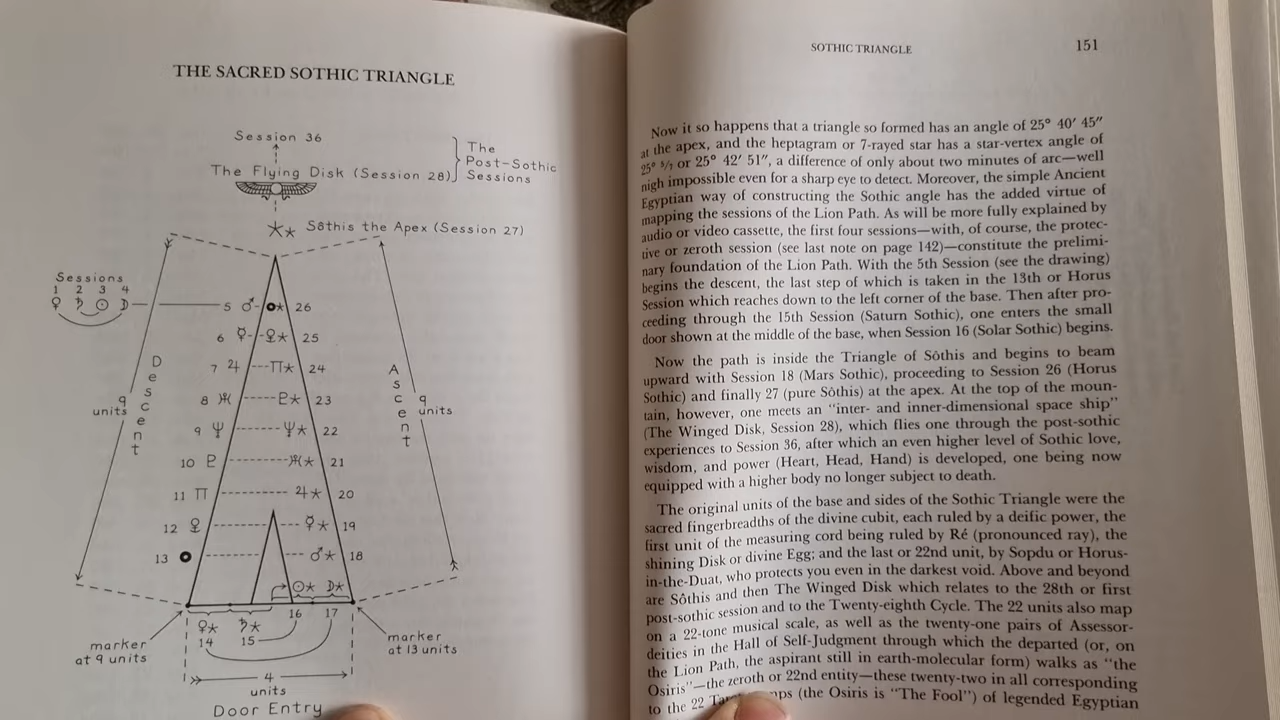 THE SACRED SOTHIC TRIANGLE
Session 36
The Flying Disk (Session 28)
The
Post-Sothic
Sessions
Sôthis the Apex (Session 27)
Sessions
1 2 3 4
♀ ♄ ☉ ☽
5 ♂ ★ 26
6 ☿ ♀★ 25
7 ♃ ★ 24
8 ♇★ 23
9 ♆ ♆★ 22
10 ♇ ★ 21
11 ♃★ 20
12 ♀ ☿★ 19
13 ♂★ 18
Descent
9
units
Ascent
9
units
☉★ ☽★
16 17
♀★ ♄★
14 15
marker
at 9 units
marker
at 13 units
4
units
Door Entry
SOTHIC TRIANGLE 151
Now it so happens that a triangle so formed has an angle of 25° 40′ 45″
at the apex, and the heptagram or 7-rayed star has a star-vertex angle of
25° 5/7 or 25° 42′ 51″, a difference of only about two minutes of arc—well
nigh impossible even for a sharp eye to detect. Moreover, the simple Ancient
Egyptian way of constructing the Sothic angle has the added virtue of
mapping the sessions of the Lion Path. As will be more fully explained by
audio or video cassette, the first four sessions—with, of course, the protec-
tive or zeroth session (see last note on page 142)—constitute the prelimi-
nary foundation of the Lion Path. With the 5th Session (see the drawing)
begins the descent, the last step of which is taken in the 13th or Horus
Session which reaches down to the left corner of the base. Then after pro-
ceeding through the 15th Session (Saturn Sothic), one enters the small
door shown at the middle of the base, when Session 16 (Solar Sothic) begins.
Now the path is inside the Triangle of Sôthis and begins to beam
upward with Session 18 (Mars Sothic), proceeding to Session 26 (Horus
Sothic) and finally 27 (pure Sôthis) at the apex. At the top of the moun-
tain, however, one meets an “inter- and inner-dimensional space ship”
(The Winged Disk, Session 28), which flies one through the post-sothic
experiences to Session 36, after which an even higher level of Sothic love,
wisdom, and power (Heart, Head, Hand) is developed, one being now
equipped with a higher body no longer subject to death.
The original units of the base and sides of the Sothic Triangle were the
sacred fingerbreadths of the divine cubit, each ruled by a deific power, the
first unit of the measuring cord being ruled by Ré (pronounced ray), the
shining Disk or divine Egg; and the last or 22nd unit, by Sopdu or Horus-
in-the-Duat, who protects you even in the darkest void. Above and beyond
are Sôthis and then The Winged Disk which relates to the 28th or first
post-sothic session and to the Twenty-eighth Cycle. The 22 units also map
on a 22-tone musical scale, as well as the twenty-one pairs of Assessor-
deities in the Hall of Self-Judgment through which the departed (or, on
the Lion Path, the aspirant still in earth-molecular form) walks as “the
Osiris”—the zeroth or 22nd entity—these twenty-two in all corresponding
to the 22 (the Osiris is “The Fool”) of legended Egyptian